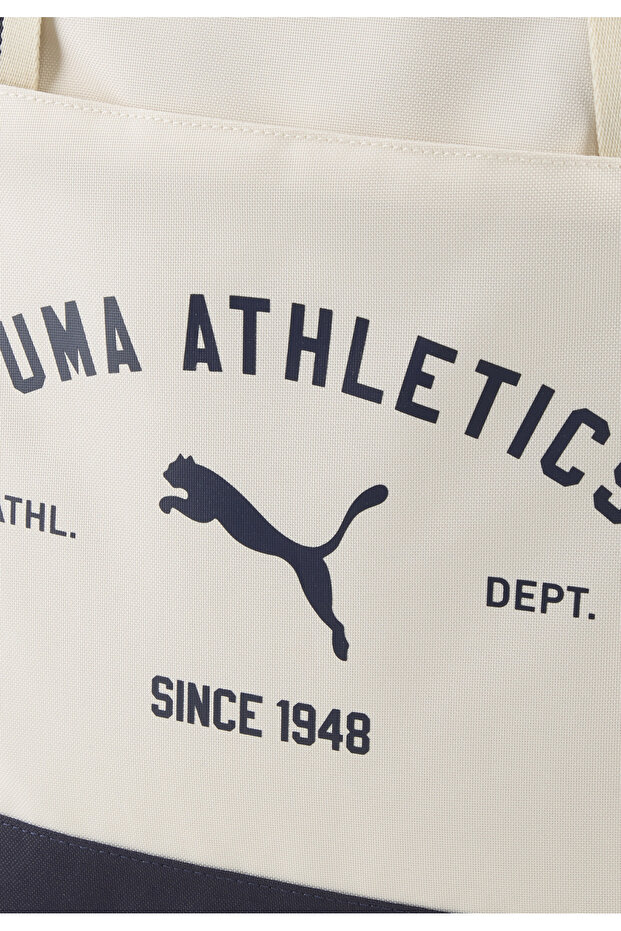 UMA ATHLETICS
ATHL.
DEPT.
SINCE 1948